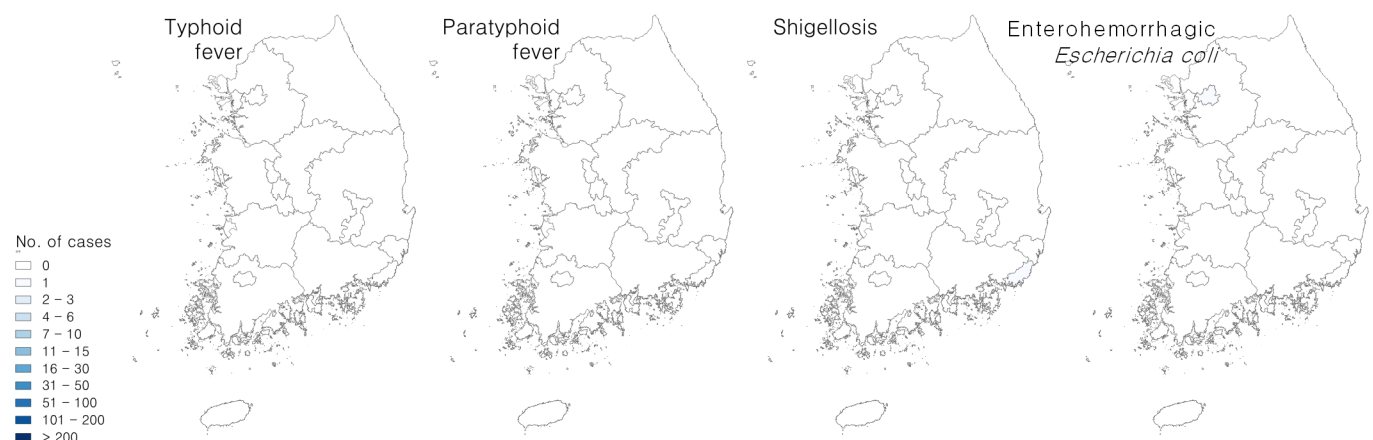 Typhoid
fever
Paratyphoid
fever
Shigellosis
Enterohemorrhagic
Escherichia coli
No. of cases
0
1
2 – 3
4 – 6
7 – 10
11 – 15
16 – 30
31 – 50
51 – 100
101 – 200
> 200